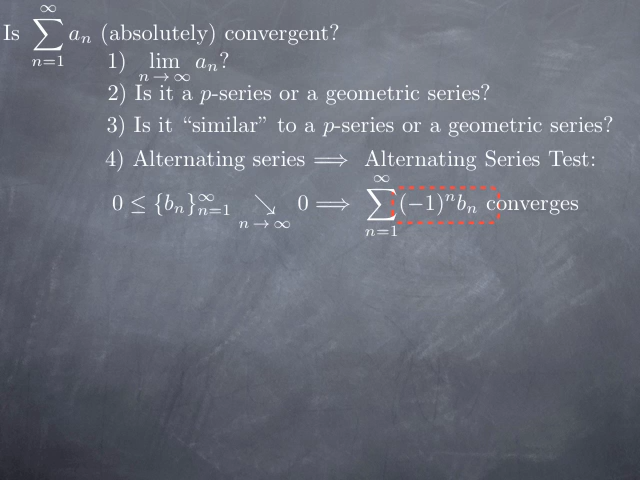 Is ∑_{n=1}^{∞} a_n (absolutely) convergent?
1) lim_{n → ∞} a_n?
2) Is it a p-series or a geometric series?
3) Is it “similar” to a p-series or a geometric series?
4) Alternating series ⟹ Alternating Series Test:
0 ≤ {b_n}_{n=1}^{∞} ↘_{n → ∞} 0 ⟹ ∑_{n=1}^{∞} (−1)^n b_n converges